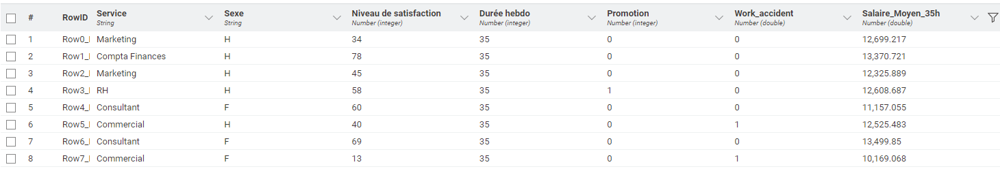 # RowID Service Sexe Niveau de satisfaction Durée hebdo Promotion Work_accident Salaire_Moyen_35h
String String Number (integer) Number (integer) Number (integer) Number (double) Number (double)
1 Row0_ Marketing H 34 35 0 0 12,699.217
2 Row1_ Compta Finances H 78 35 0 0 13,370.721
3 Row2_ Marketing H 45 35 0 0 12,325.889
4 Row3_ RH H 58 35 1 0 12,608.687
5 Row4_ Consultant F 60 35 0 0 11,157.055
6 Row5_ Commercial H 40 35 0 1 12,525.483
7 Row6_ Consultant F 69 35 0 0 13,499.85
8 Row7_ Commercial F 13 35 0 1 10,169.068